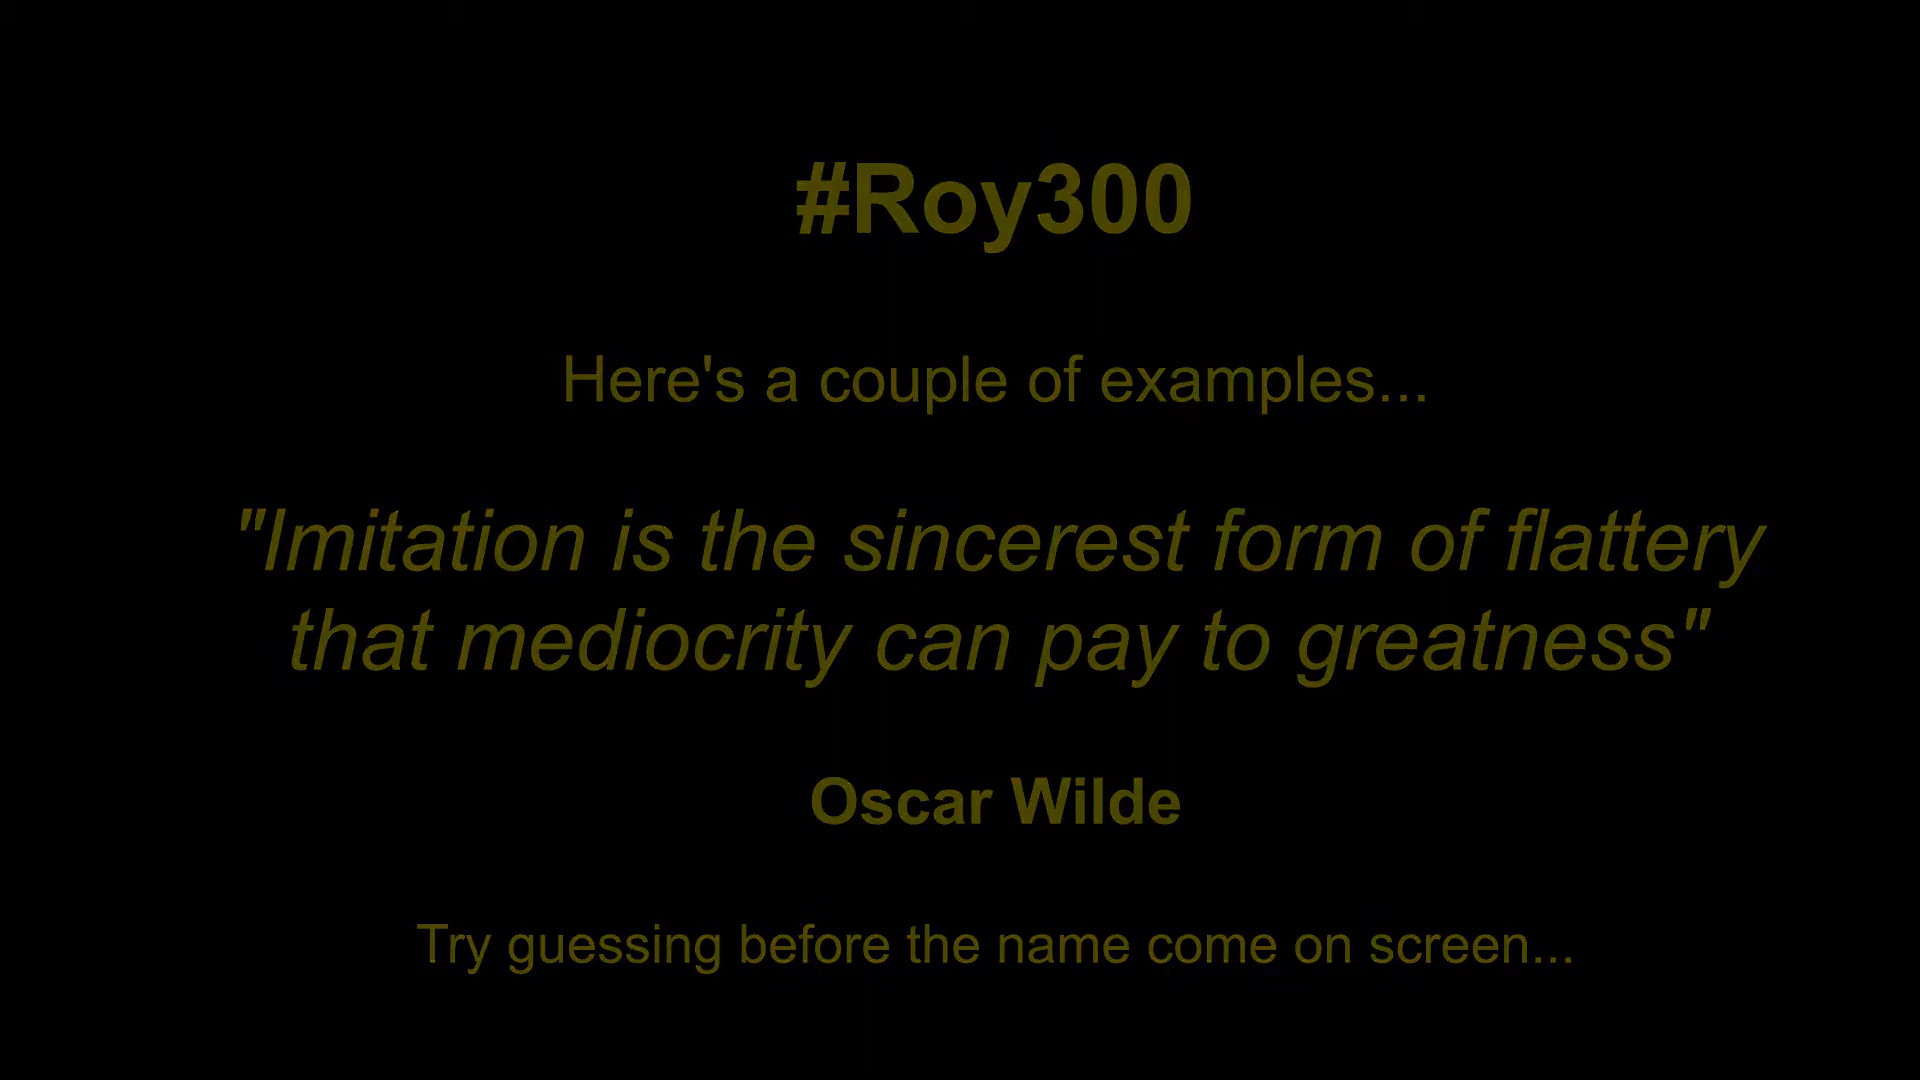 #Roy300
Here's a couple of examples...
"Imitation is the sincerest form of flattery
that mediocrity can pay to greatness"
Oscar Wilde
Try guessing before the name come on screen...